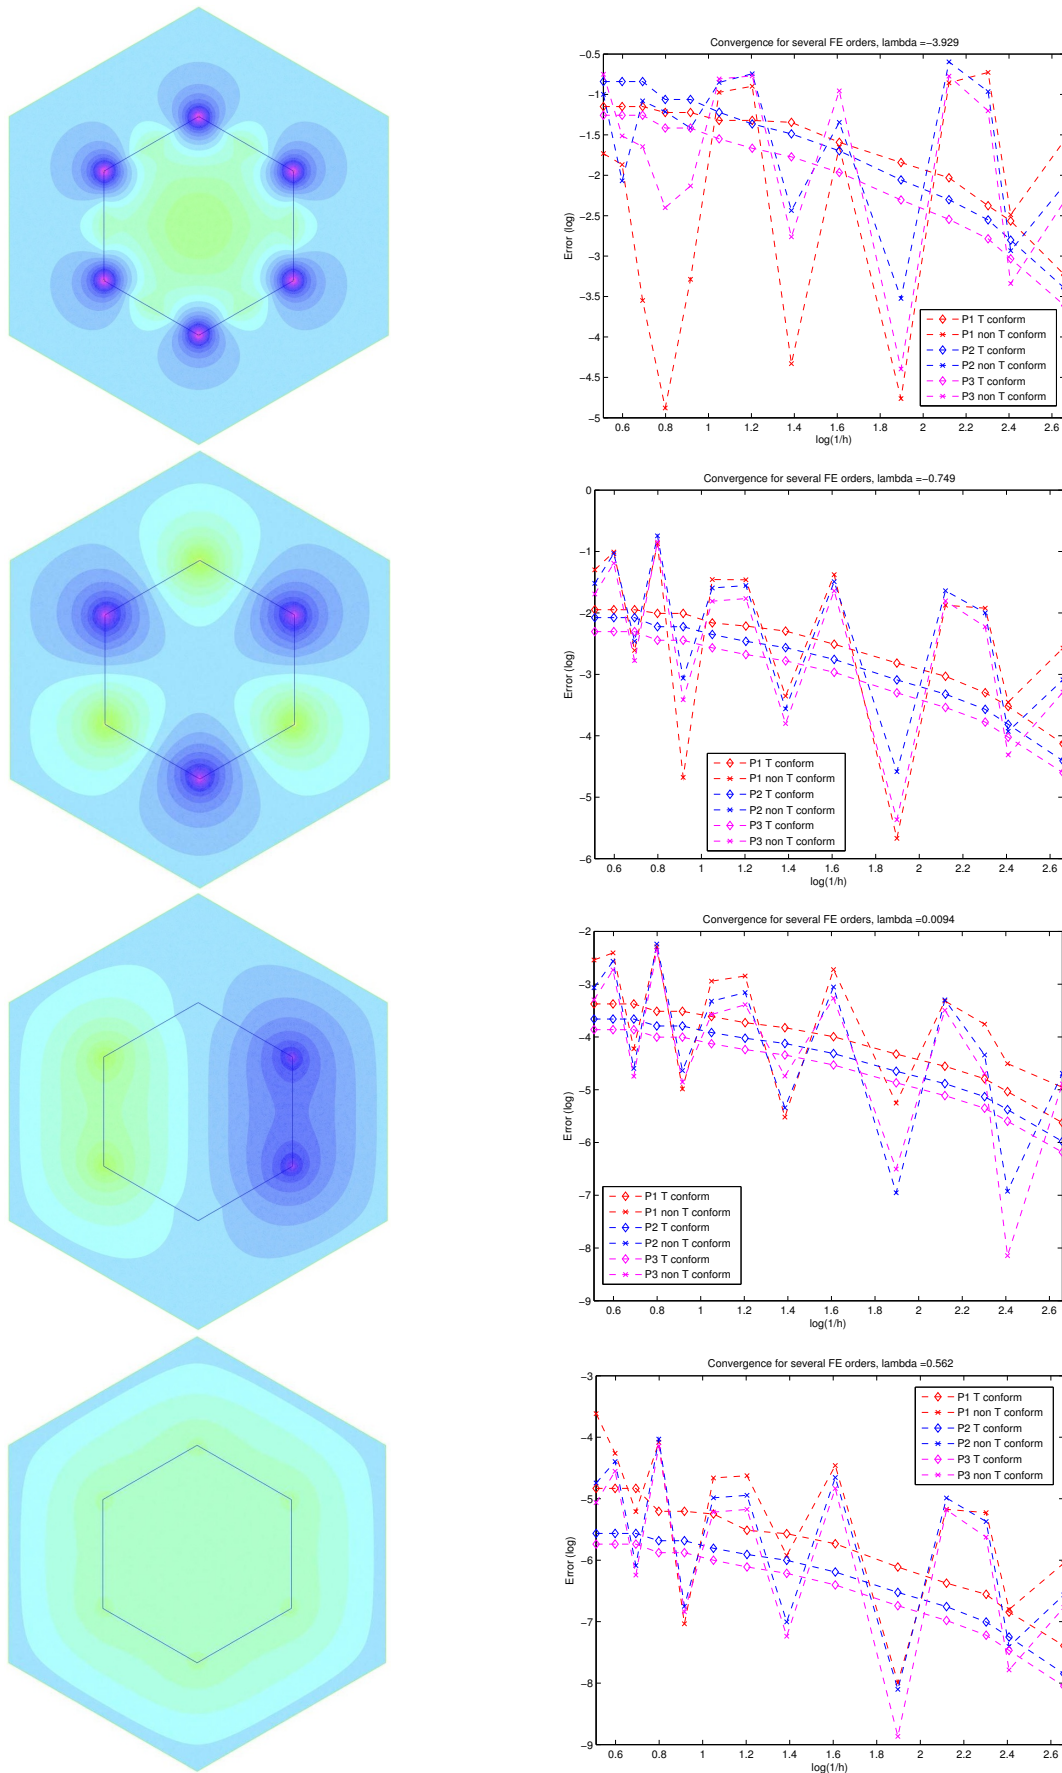 Convergence for several FE orders, lambda =−3.929
−0.5
−1
−1.5
−2
−2.5
−3
−3.5
−4
−4.5
−5
Error (log)
P1 T conform
P1 non T conform
P2 T conform
P2 non T conform
P3 T conform
P3 non T conform
0.6 0.8 1 1.2 1.4 1.6 1.8 2 2.2 2.4 2.6
log(1/h)
Convergence for several FE orders, lambda =−0.749
0
−1
−2
−3
−4
−5
−6
Error (log)
P1 T conform
P1 non T conform
P2 T conform
P2 non T conform
P3 T conform
P3 non T conform
0.6 0.8 1 1.2 1.4 1.6 1.8 2 2.2 2.4 2.6
log(1/h)
Convergence for several FE orders, lambda =0.0094
−2
−3
−4
−5
−6
−7
−8
−9
Error (log)
P1 T conform
P1 non T conform
P2 T conform
P2 non T conform
P3 T conform
P3 non T conform
0.6 0.8 1 1.2 1.4 1.6 1.8 2 2.2 2.4 2.6
log(1/h)
Convergence for several FE orders, lambda =0.562
−3
−4
−5
−6
−7
−8
−9
Error (log)
P1 T conform
P1 non T conform
P2 T conform
P2 non T conform
P3 T conform
P3 non T conform
0.6 0.8 1 1.2 1.4 1.6 1.8 2 2.2 2.4 2.6
log(1/h)